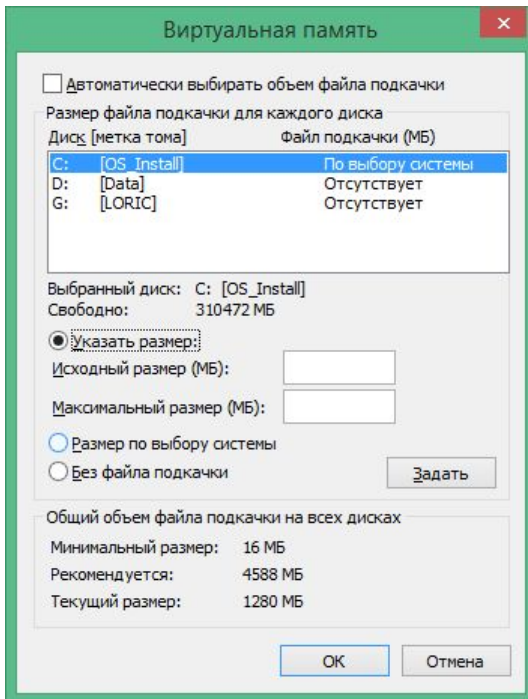 Виртуальная память
Автоматически выбирать объем файла подкачки
Размер файла подкачки для каждого диска
Диск [метка тома] Файл подкачки (МБ)
C: [OS_Install] По выбору системы
D: [Data] Отсутствует
G: [LORIC] Отсутствует
Выбранный диск: C: [OS_Install]
Свободно: 310472 МБ
Указать размер:
Исходный размер (МБ):
Максимальный размер (МБ):
Размер по выбору системы
Без файла подкачки Задать
Общий объем файла подкачки на всех дисках
Минимальный размер: 16 МБ
Рекомендуется: 4588 МБ
Текущий размер: 1280 МБ
ОК Отмена